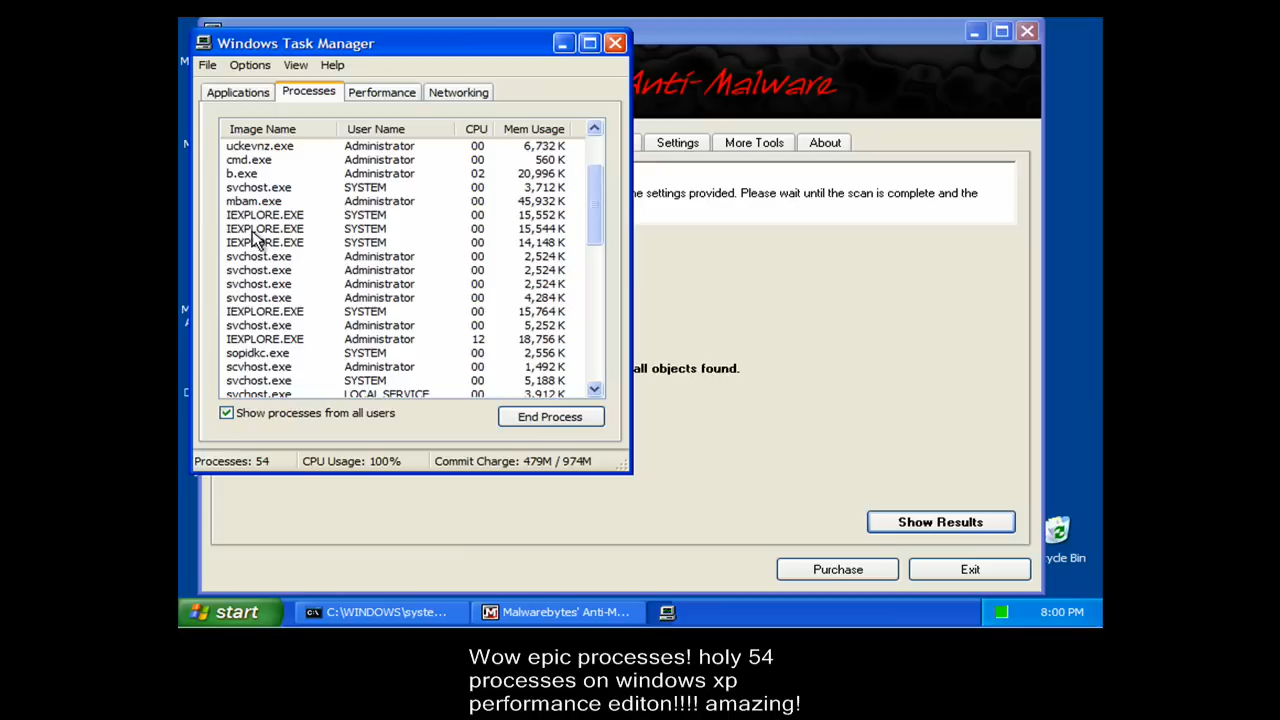 Windows Task Manager
File Options View Help
Applications Processes Performance Networking
Image Name User Name CPU Mem Usage
uckevnz.exe Administrator 00 6,732 K
cmd.exe Administrator 00 560 K
b.exe Administrator 02 20,996 K
svchost.exe SYSTEM 00 3,712 K
mbam.exe Administrator 00 45,932 K
IEXPLORE.EXE SYSTEM 00 15,552 K
IEXPLORE.EXE SYSTEM 00 15,544 K
IEXPLORE.EXE SYSTEM 00 14,148 K
svchost.exe Administrator 00 2,524 K
svchost.exe Administrator 00 2,524 K
svchost.exe Administrator 00 2,524 K
svchost.exe Administrator 00 4,284 K
IEXPLORE.EXE SYSTEM 00 15,764 K
svchost.exe Administrator 00 5,252 K
IEXPLORE.EXE Administrator 12 18,756 K
sopidkc.exe SYSTEM 00 2,556 K
scvhost.exe Administrator 00 1,492 K
svchost.exe SYSTEM 00 5,188 K
svchost.exe LOCAL SERVICE 00 3,912 K
Show processes from all users
End Process
Processes: 54 CPU Usage: 100% Commit Charge: 479M / 974M
Anti-Malware
Settings More Tools About
ne settings provided. Please wait until the scan is complete and the
all objects found.
Show Results
Purchase Exit
ycle Bin
start C:\WINDOWS\syste... Malwarebytes' Anti-M... 8:00 PM
Wow epic processes! holy 54
processes on windows xp
performance editon!!!! amazing!